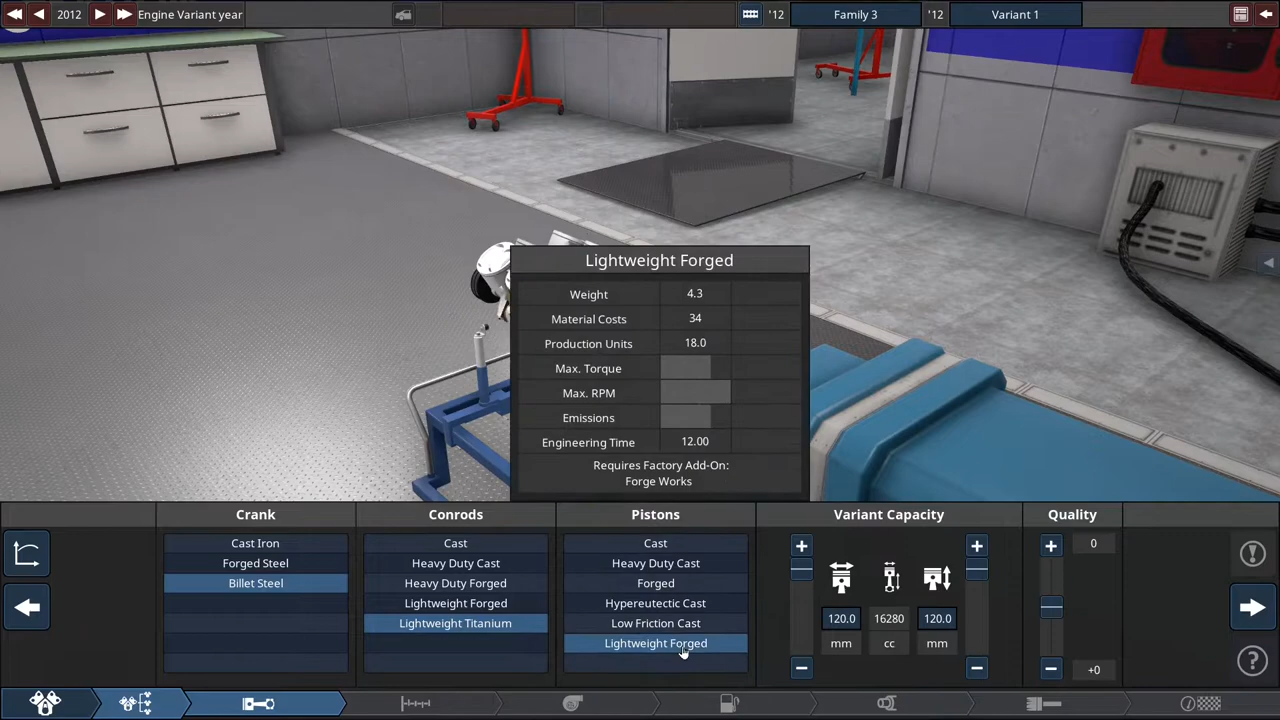 2012
Engine Variant year
'12
Family 3
'12
Variant 1
Lightweight Forged
Weight 4.3
Material Costs 34
Production Units 18.0
Max. Torque
Max. RPM
Emissions
Engineering Time 12.00
Requires Factory Add-On:
Forge Works
Crank
Cast Iron
Forged Steel
Billet Steel
Conrods
Cast
Heavy Duty Cast
Heavy Duty Forged
Lightweight Forged
Lightweight Titanium
Pistons
Cast
Heavy Duty Cast
Forged
Hypereutectic Cast
Low Friction Cast
Lightweight Forged
Variant Capacity
120.0 16280 120.0
mm cc mm
Quality
0
+0